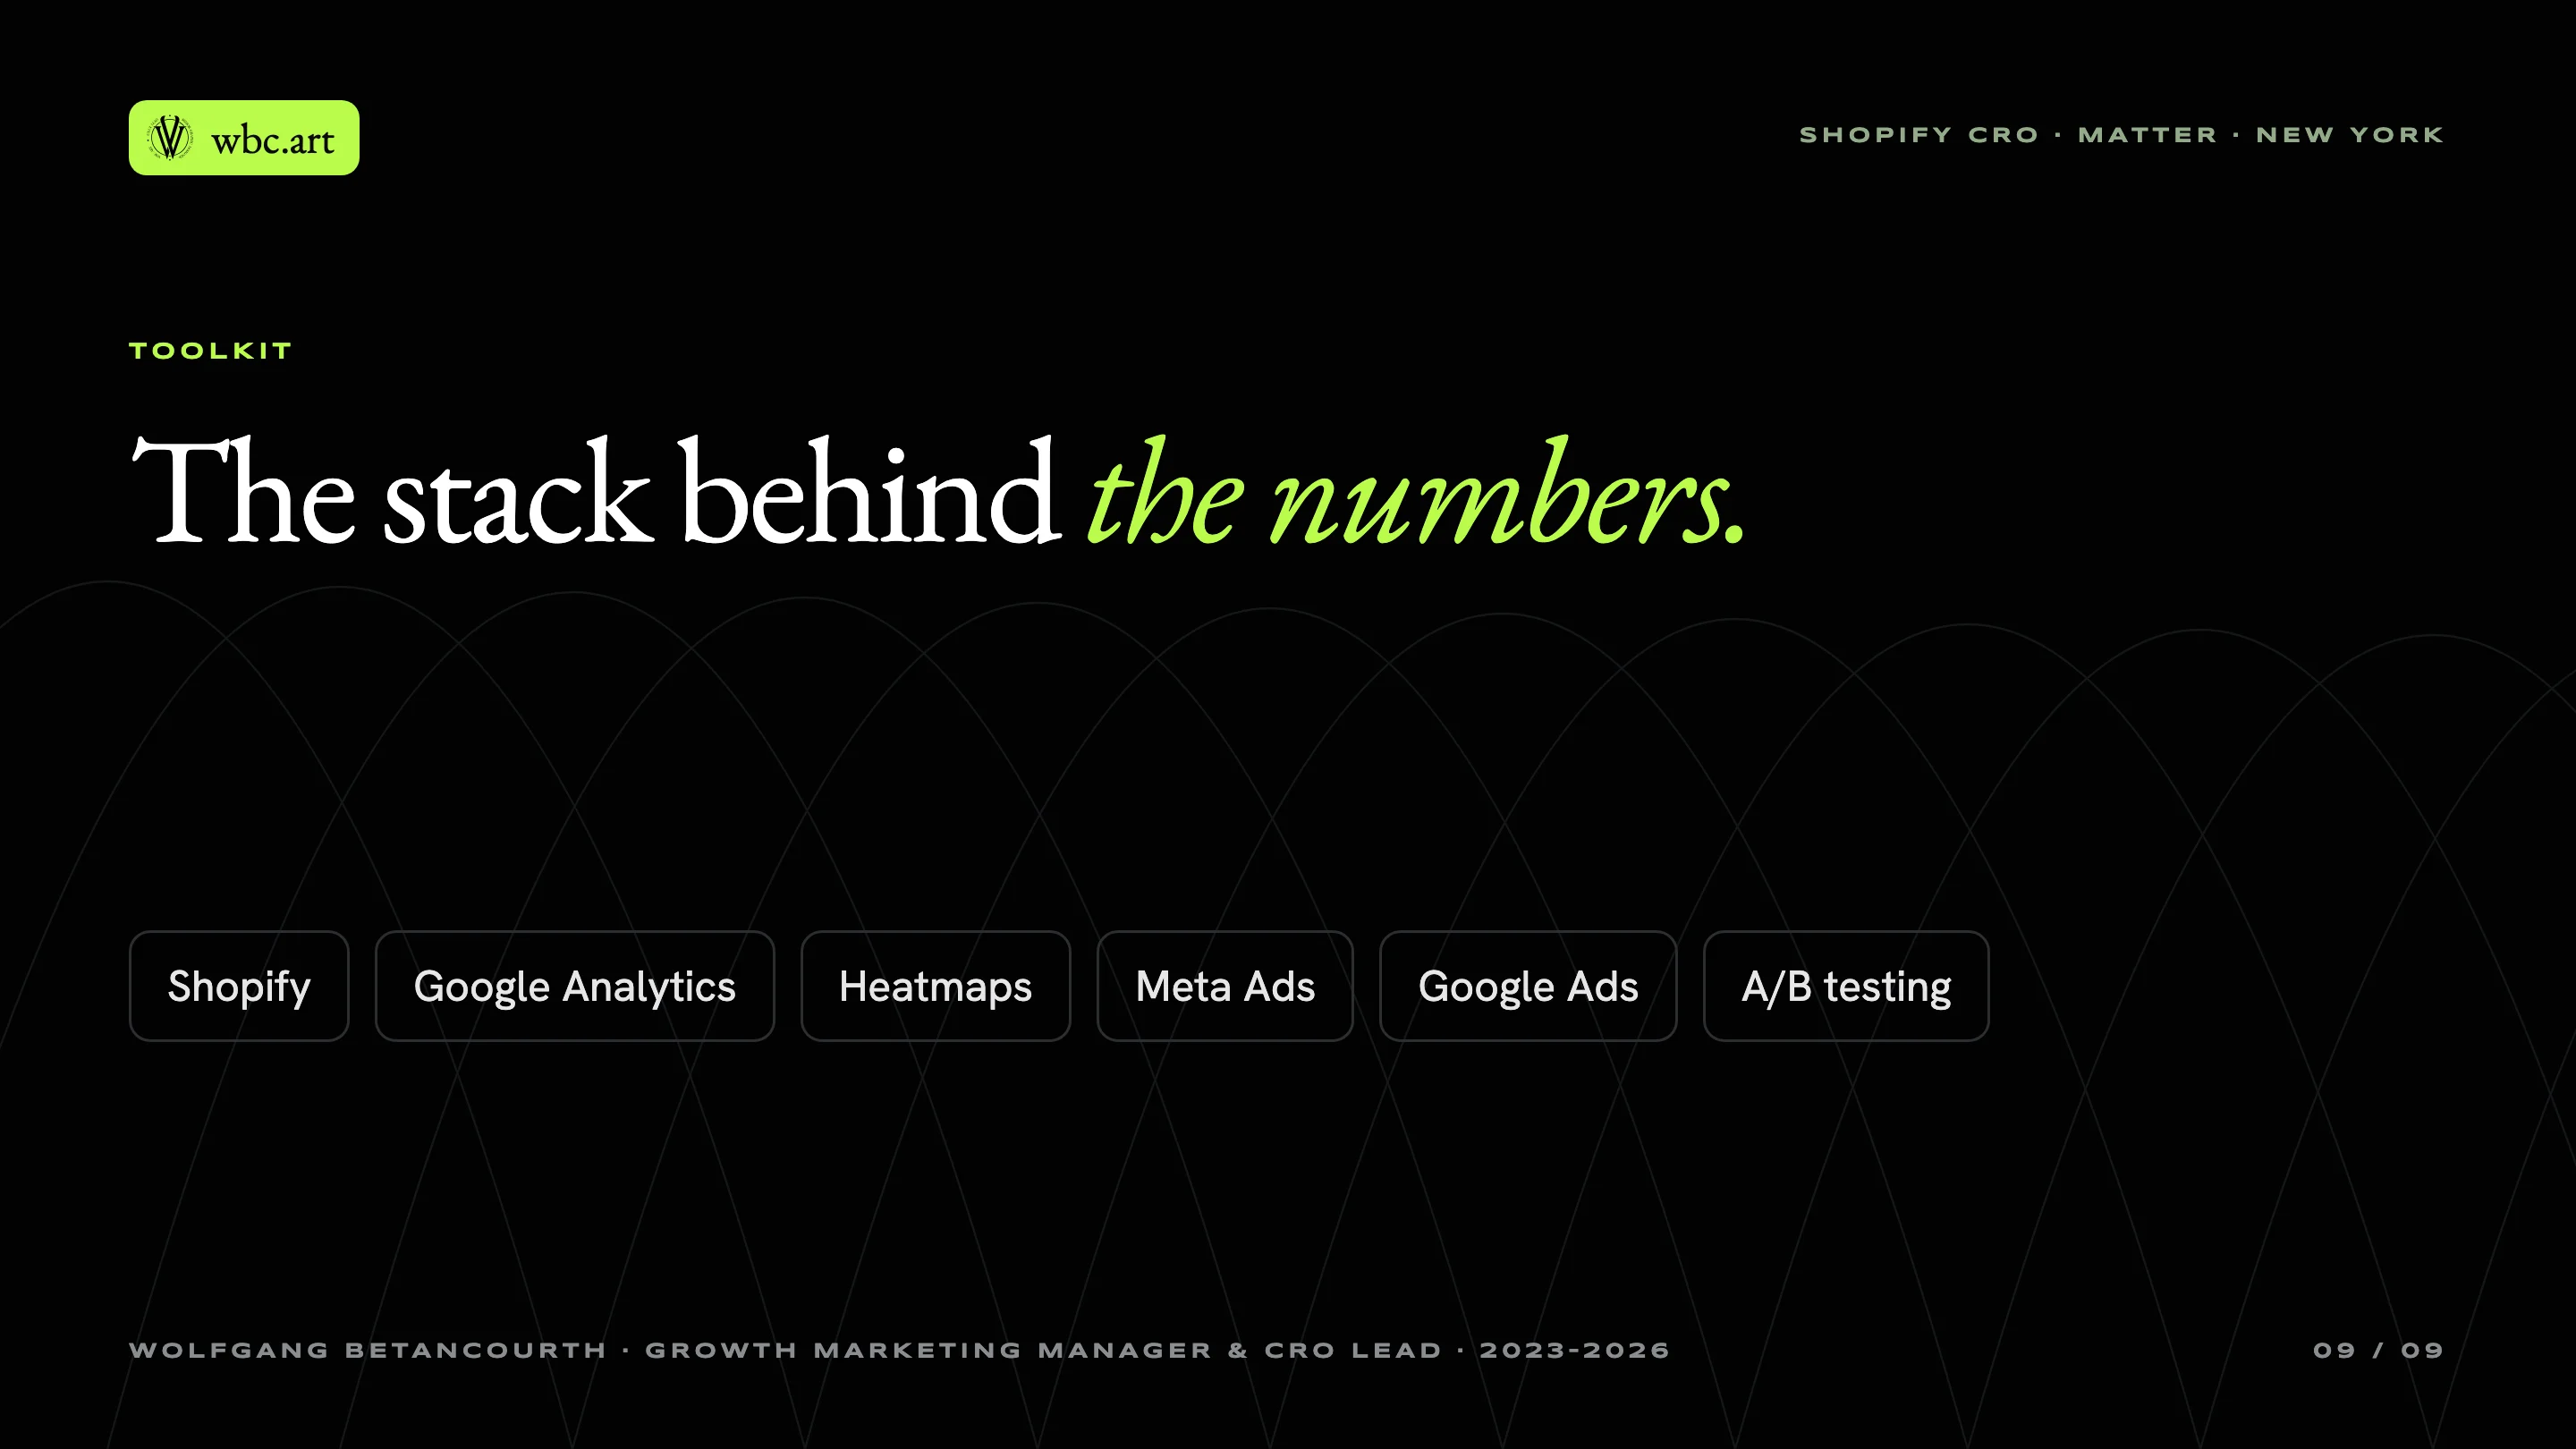 wbc.art
SHOPIFY CRO · MATTER · NEW YORK
TOOLKIT
The stack behind the numbers.
Shopify
Google Analytics
Heatmaps
Meta Ads
Google Ads
A/B testing
WOLFGANG BETANCOURTH · GROWTH MARKETING MANAGER & CRO LEAD · 2023-2026
09 / 09